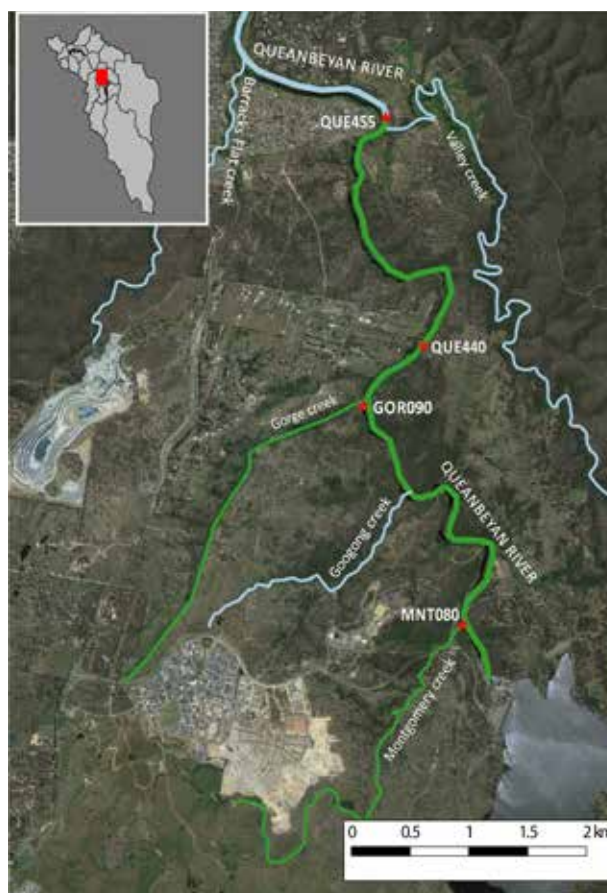 QUEANBEYAN RIVER
QUE455
Barracks Flat creek
Valley creek
QUE440
GOR090
Gorge creek
QUEANBEYAN RIVER
Googong creek
MNT080
Montgomery creek
0 0.5 1 1.5 2 km